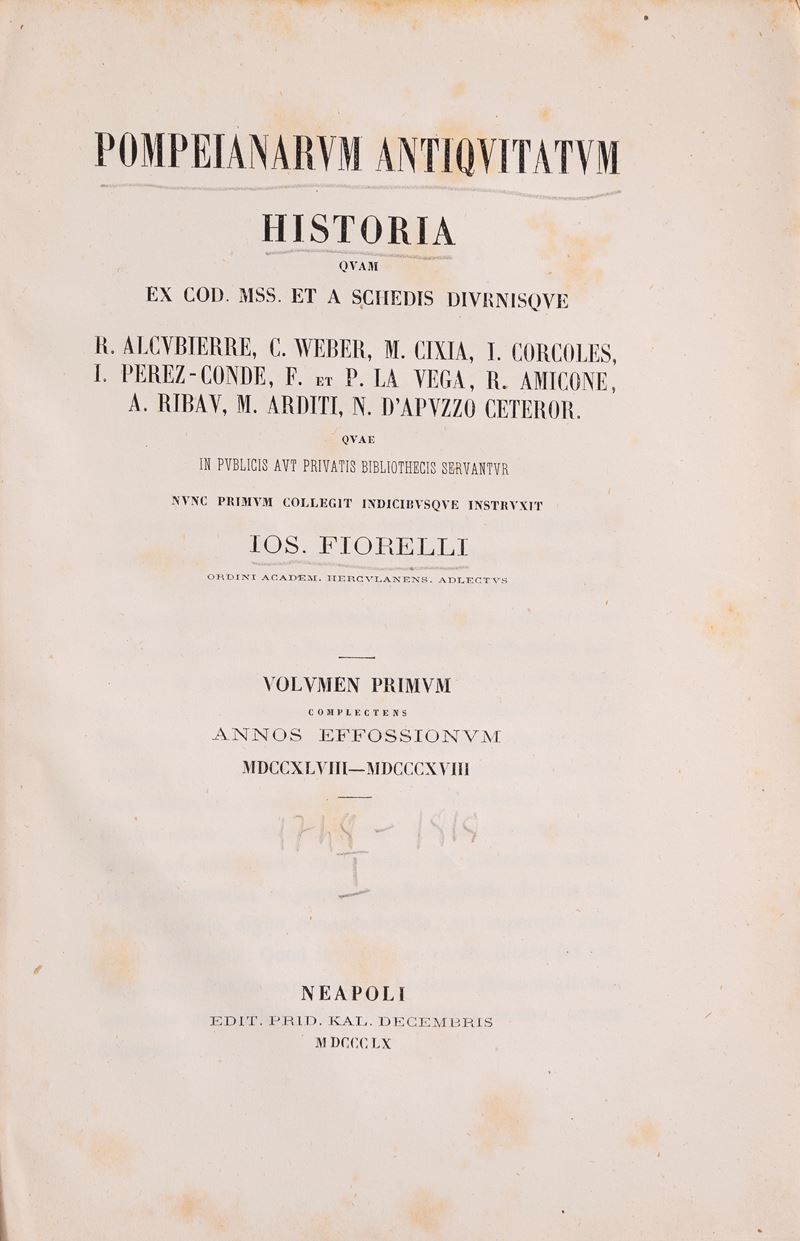 POMPEIANARVM ANTIQVITATVM
HISTORIA
QVAM
EX COD. MSS. ET A SCHEDIS DIVRNISQVE
R. ALCVBIERRE, C. WEBER, M. CIXIA, I. CORCOLES,
I. PEREZ-CONDE, F. ET P. LA VEGA, R. AMICONE,
A. RIBAV, M. ARDITI, N. D'APVZZO CETEROR.
QVAE
IN PVBLICIS AVT PRIVATIS BIBLIOTHECIS SERVANTVR
NVNC PRIMVM COLLEGIT INDICIBVSQVE INSTRVXIT
IOS. FIORELLI
ORDINI ACADEM. HERCVLANENS. ADLECTVS
VOLVMEN PRIMVM
COMPLECTENS
ANNOS EFFOSSIONVM
MDCCXLVIII—MDCCCXVIII
NEAPOLI
EDIT. PRID. KAL. DECEMBRIS
MDCCCLX